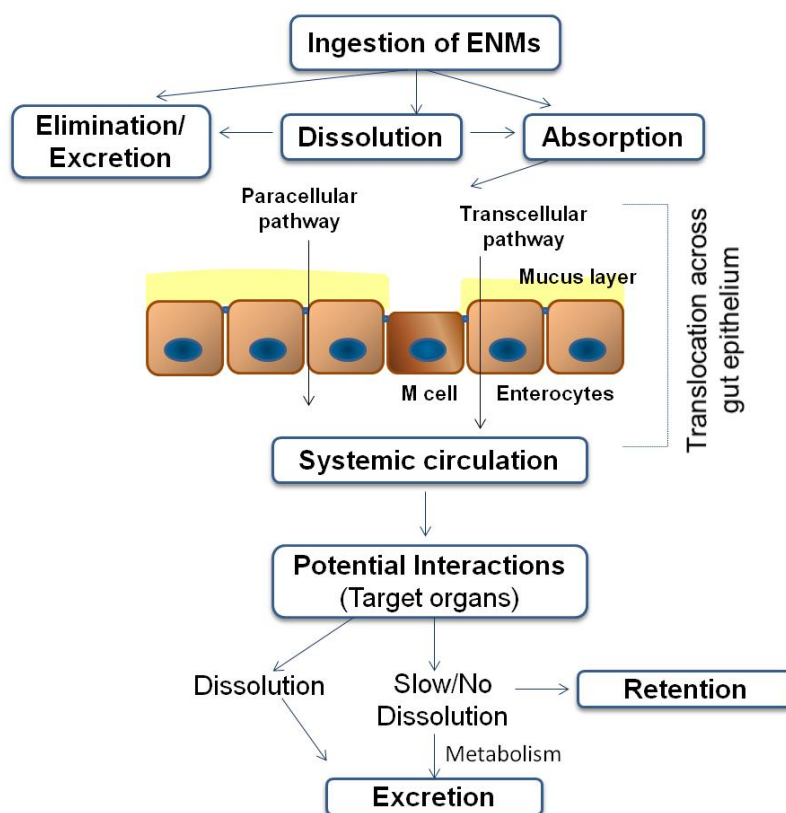 Ingestion of ENMs
Elimination/
Excretion
Dissolution
Absorption
Paracellular
pathway
Transcellular
pathway
Mucus layer
M cell
Enterocytes
Translocation across
gut epithelium
Systemic circulation
Potential Interactions
(Target organs)
Dissolution
Slow/No
Dissolution
Retention
Metabolism
Excretion